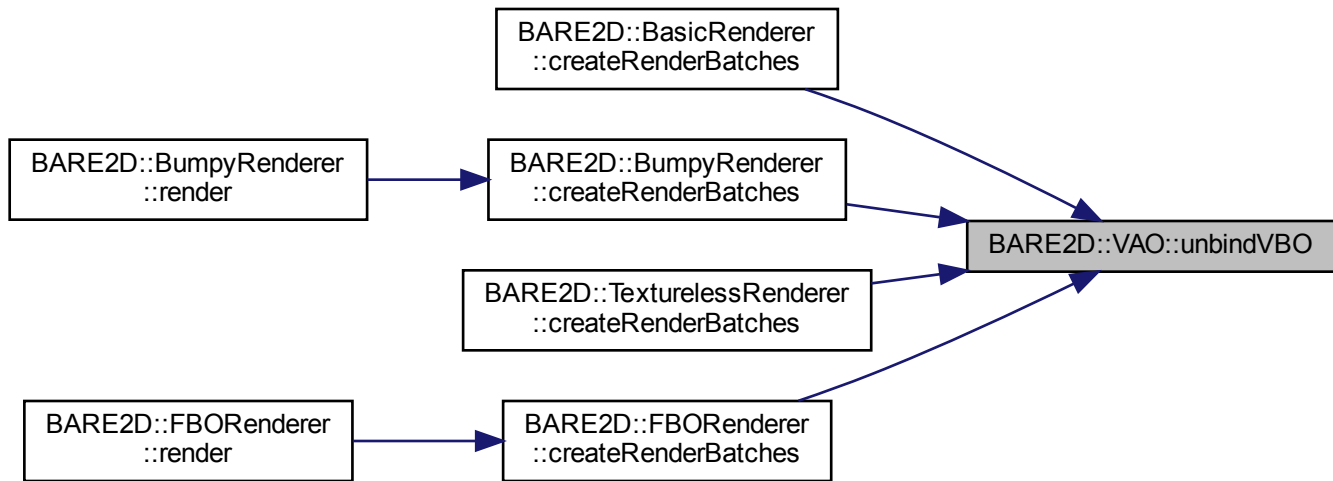 BARE2D::BasicRenderer
::createRenderBatches
BARE2D::BumpyRenderer
::render
BARE2D::BumpyRenderer
::createRenderBatches
BARE2D::VAO::unbindVBO
BARE2D::TexturelessRenderer
::createRenderBatches
BARE2D::FBORenderer
::render
BARE2D::FBORenderer
::createRenderBatches